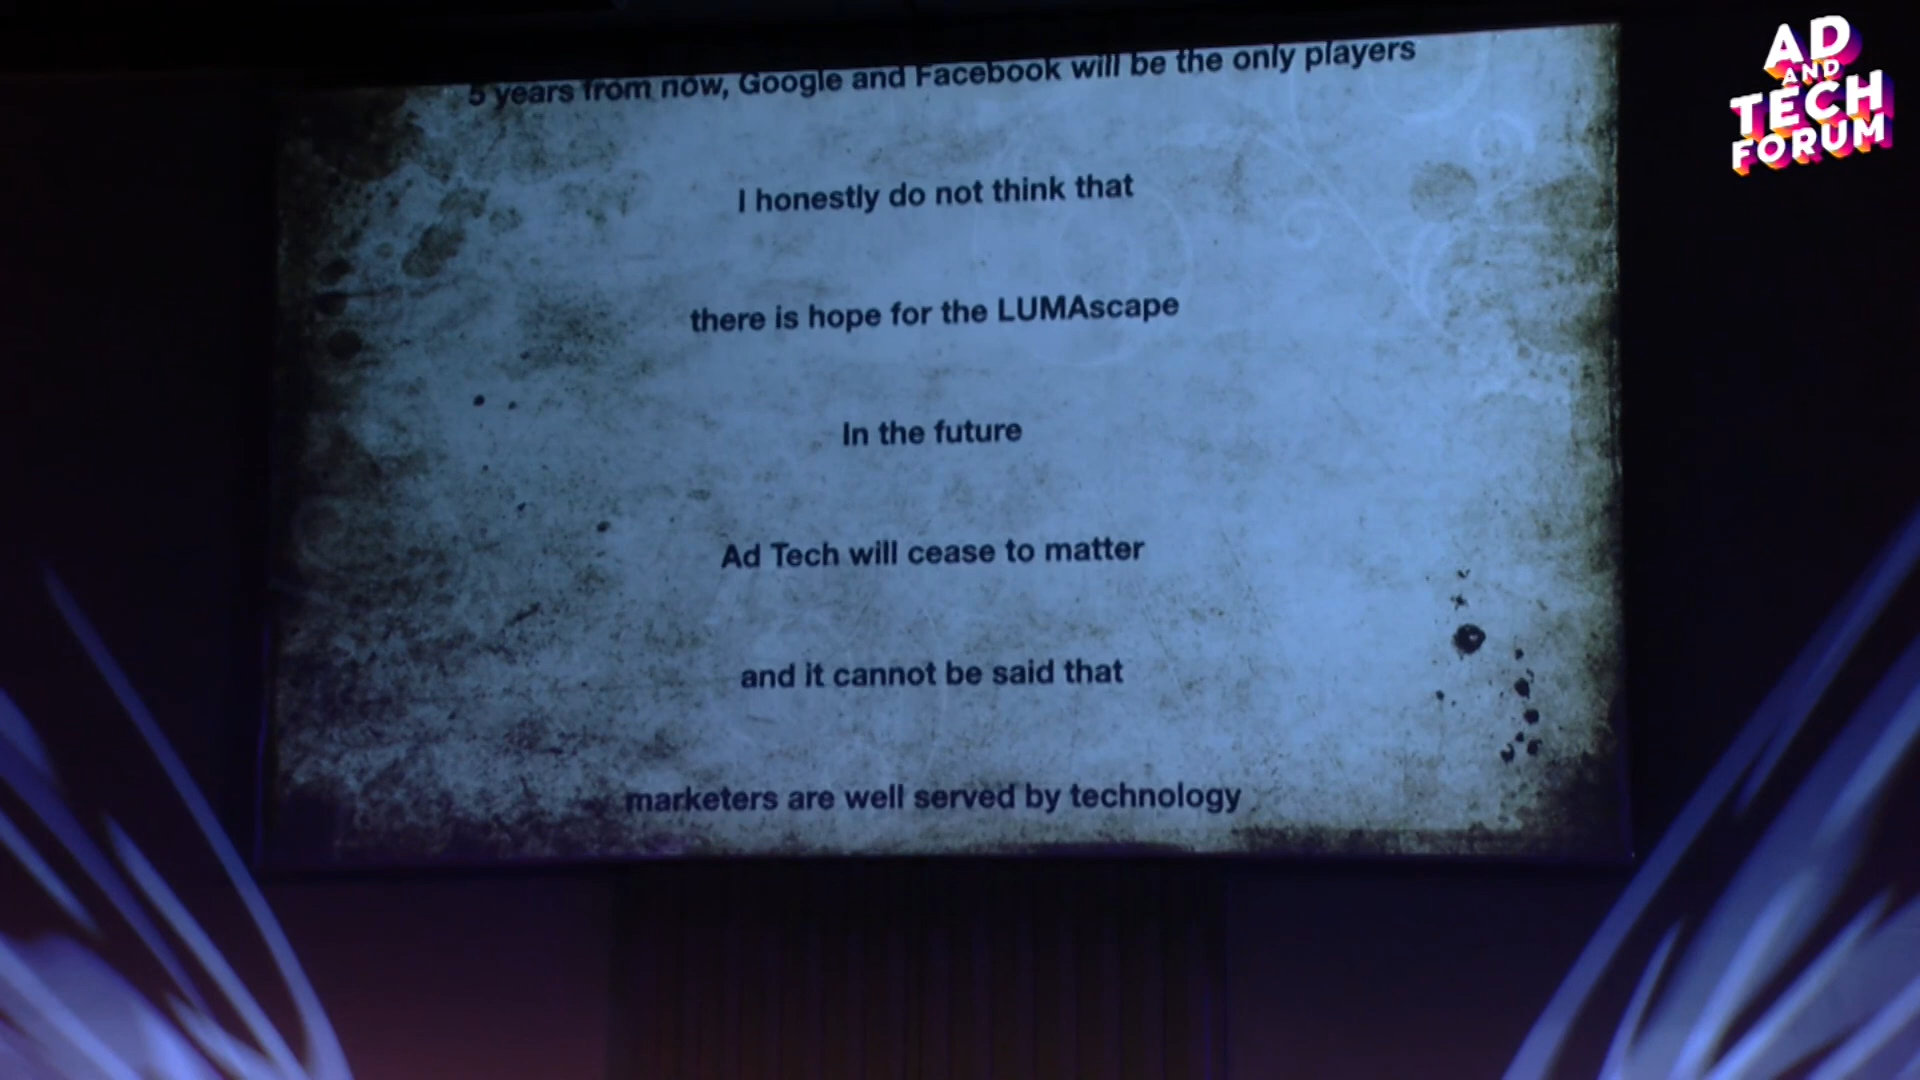 5 years from now, Google and Facebook will be the only players
I honestly do not think that
there is hope for the LUMAscape
In the future
Ad Tech will cease to matter
and it cannot be said that
marketers are well served by technology
AD
AND
TECH
FORUM